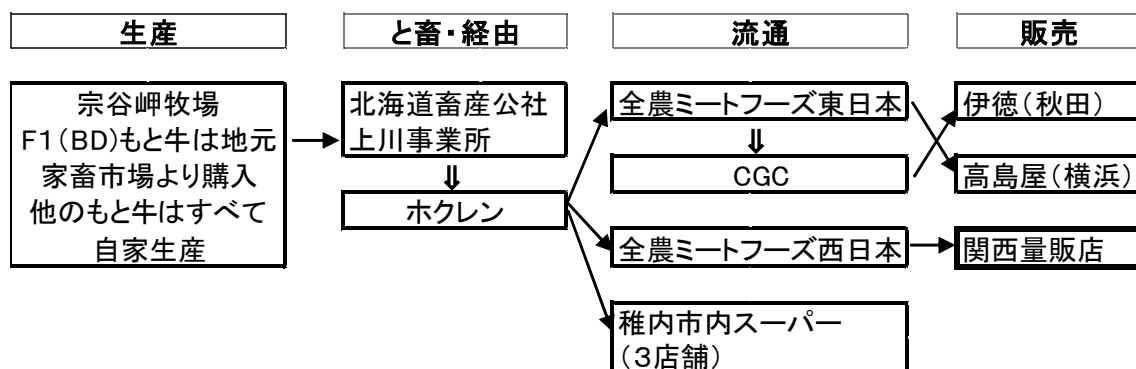 生産
と畜・経由
流通
販売
宗谷岬牧場
F1(BD)もと牛は地元
家畜市場より購入
他のもと牛はすべて
自家生産
北海道畜産公社
上川事業所
⇓
ホクレン
全農ミートフーズ東日本
⇓
CGC
全農ミートフーズ西日本
稚内市内スーパー
(3店舗)
伊徳(秋田)
高島屋(横浜)
関西量販店